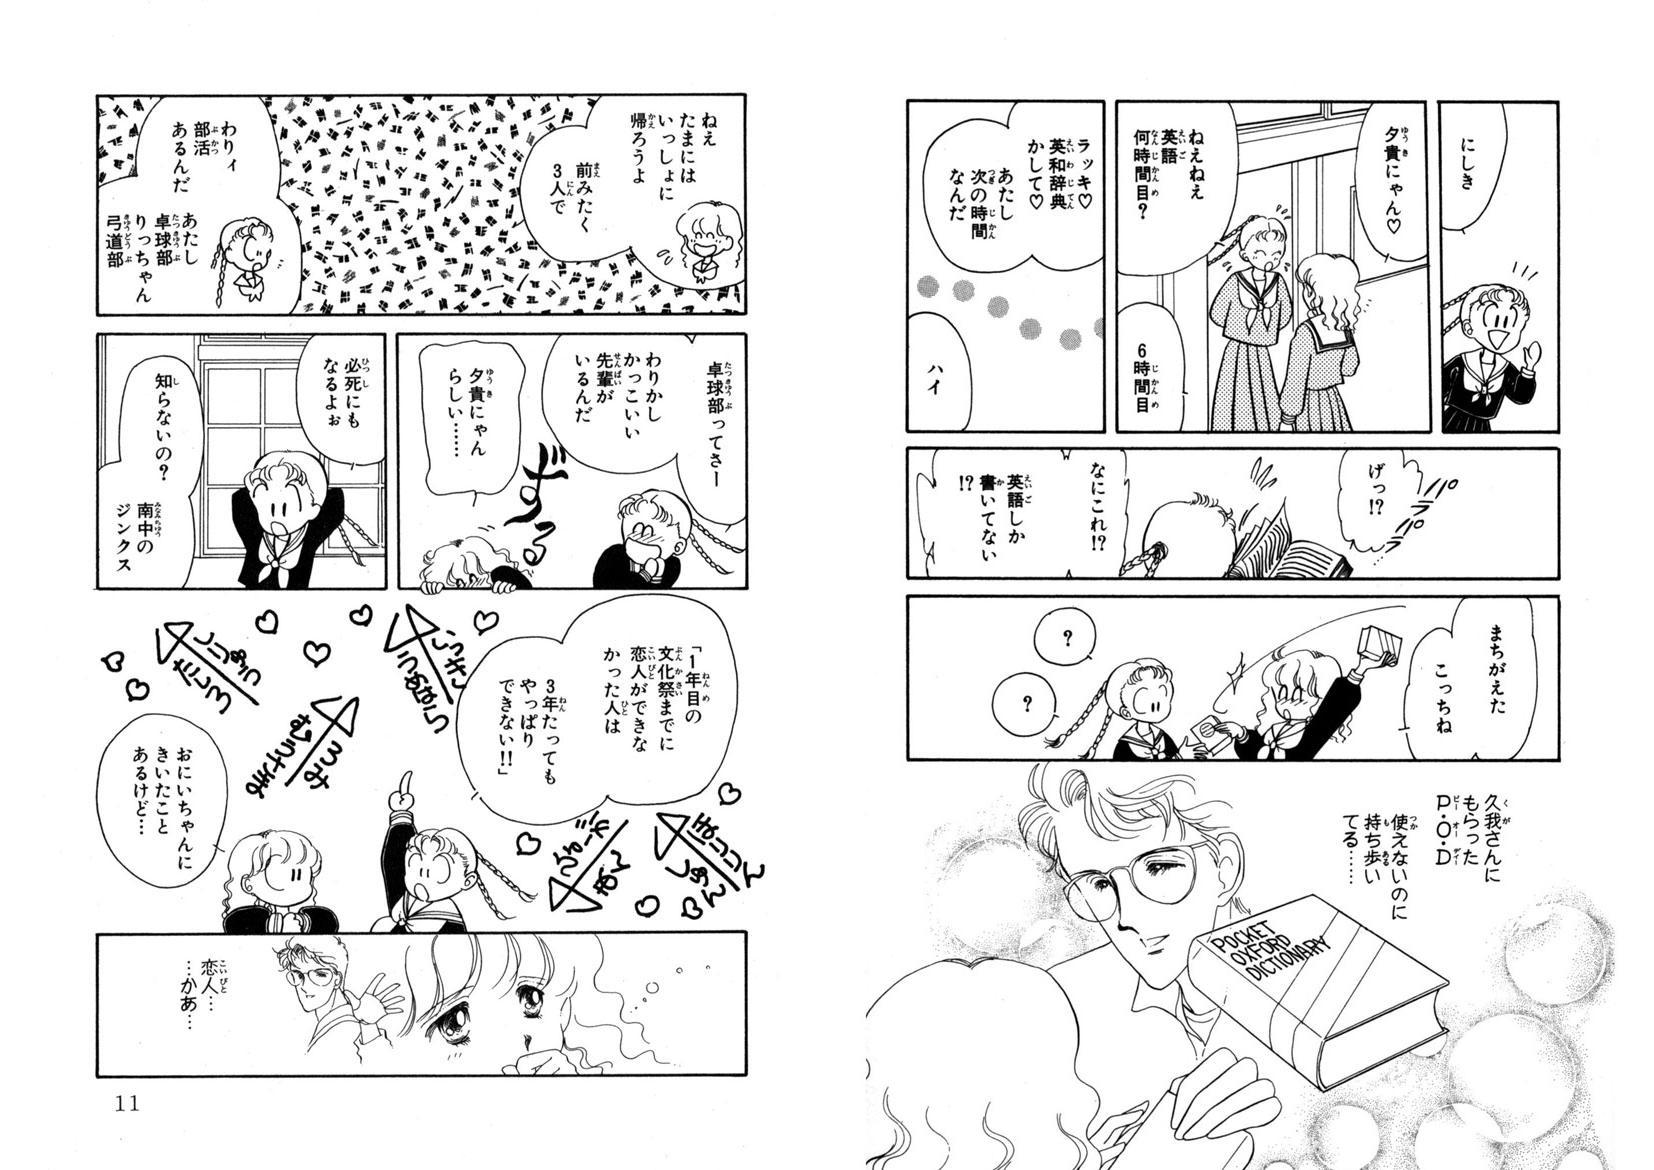 にしき
夕貴にゃん♡
ねえねえ
英語
何時間目?
6時間目
ラッキ♡
英和辞典
かして♡
あたし
次の時間
なんだ
ハイ
げっ!?
パラ
なにこれ!?
英語しか
書いてない
!?
まちがえた
こっちね
?
?
久我さんに
もらった
P・O・D
使えないのに
持ち歩い
てる……
POCKET
OXFORD
DICTIONARY
ねえ
たまには
いっしょに
帰ろうよ
前みたく
3人で
わりィ
部活
あるんだ
あたし
卓球部
りっちゃん
弓道部
卓球部ってさー
わりかし
かっこいい
先輩が
いるんだ
夕貴にゃん
らしい……
ずる
必死にも
なるよぉ
知らないの?
南中の
ジンクス
「1年目の
文化祭までに
恋人ができな
かった人は
3年たっても
やっぱり
できない!!」
おにいちゃんに
きいたこと
あるけど…
恋人…
…かあ…
11